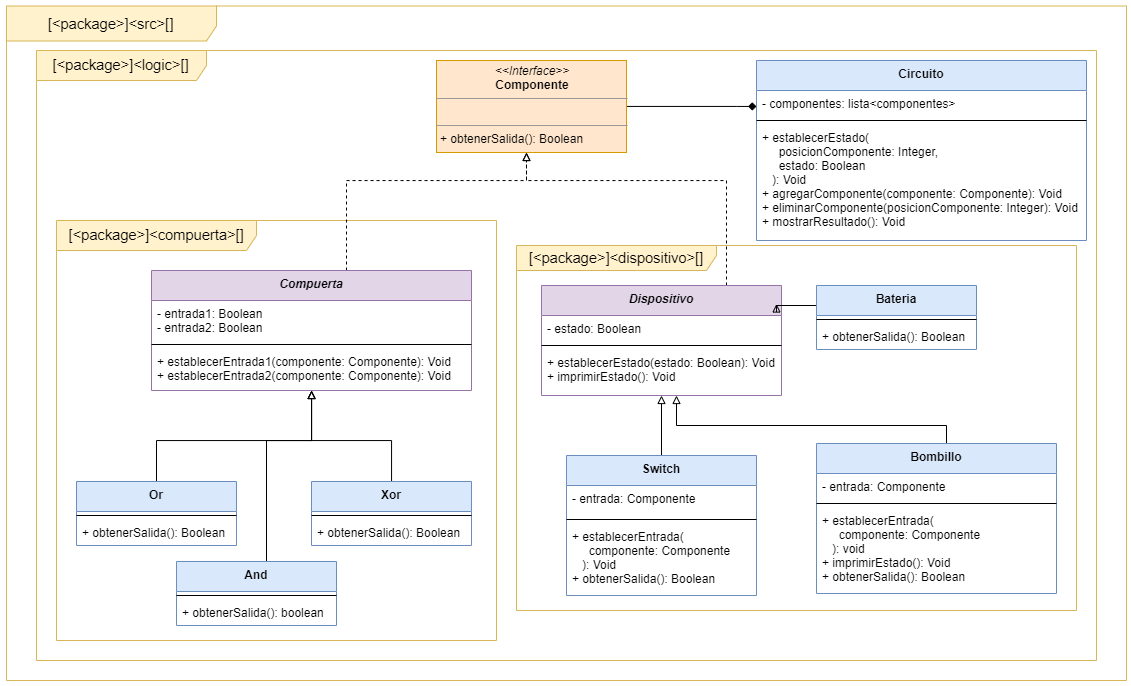 [<package>]<src>[]
[<package>]<logic>[]
<<Interface>>
Componente
+ obtenerSalida(): Boolean
Circuito
- componentes: lista<componentes>
+ establecerEstado(
posicionComponente: Integer,
estado: Boolean
): Void
+ agregarComponente(componente: Componente): Void
+ eliminarComponente(posicionComponente: Integer): Void
+ mostrarResultado(): Void
[<package>]<compuerta>[]
Compuerta
- entrada1: Boolean
- entrada2: Boolean
+ establecerEntrada1(componente: Componente): Void
+ establecerEntrada2(componente: Componente): Void
Or
+ obtenerSalida(): Boolean
Xor
+ obtenerSalida(): Boolean
And
+ obtenerSalida(): boolean
[<package>]<dispositivo>[]
Dispositivo
- estado: Boolean
+ establecerEstado(estado: Boolean): Void
+ imprimirEstado(): Void
Bateria
+ obtenerSalida(): Boolean
Switch
- entrada: Componente
+ establecerEntrada(
componente: Componente
): Void
+ obtenerSalida(): Boolean
Bombillo
- entrada: Componente
+ establecerEntrada(
componente: Componente
): void
+ imprimirEstado(): Void
+ obtenerSalida(): Boolean